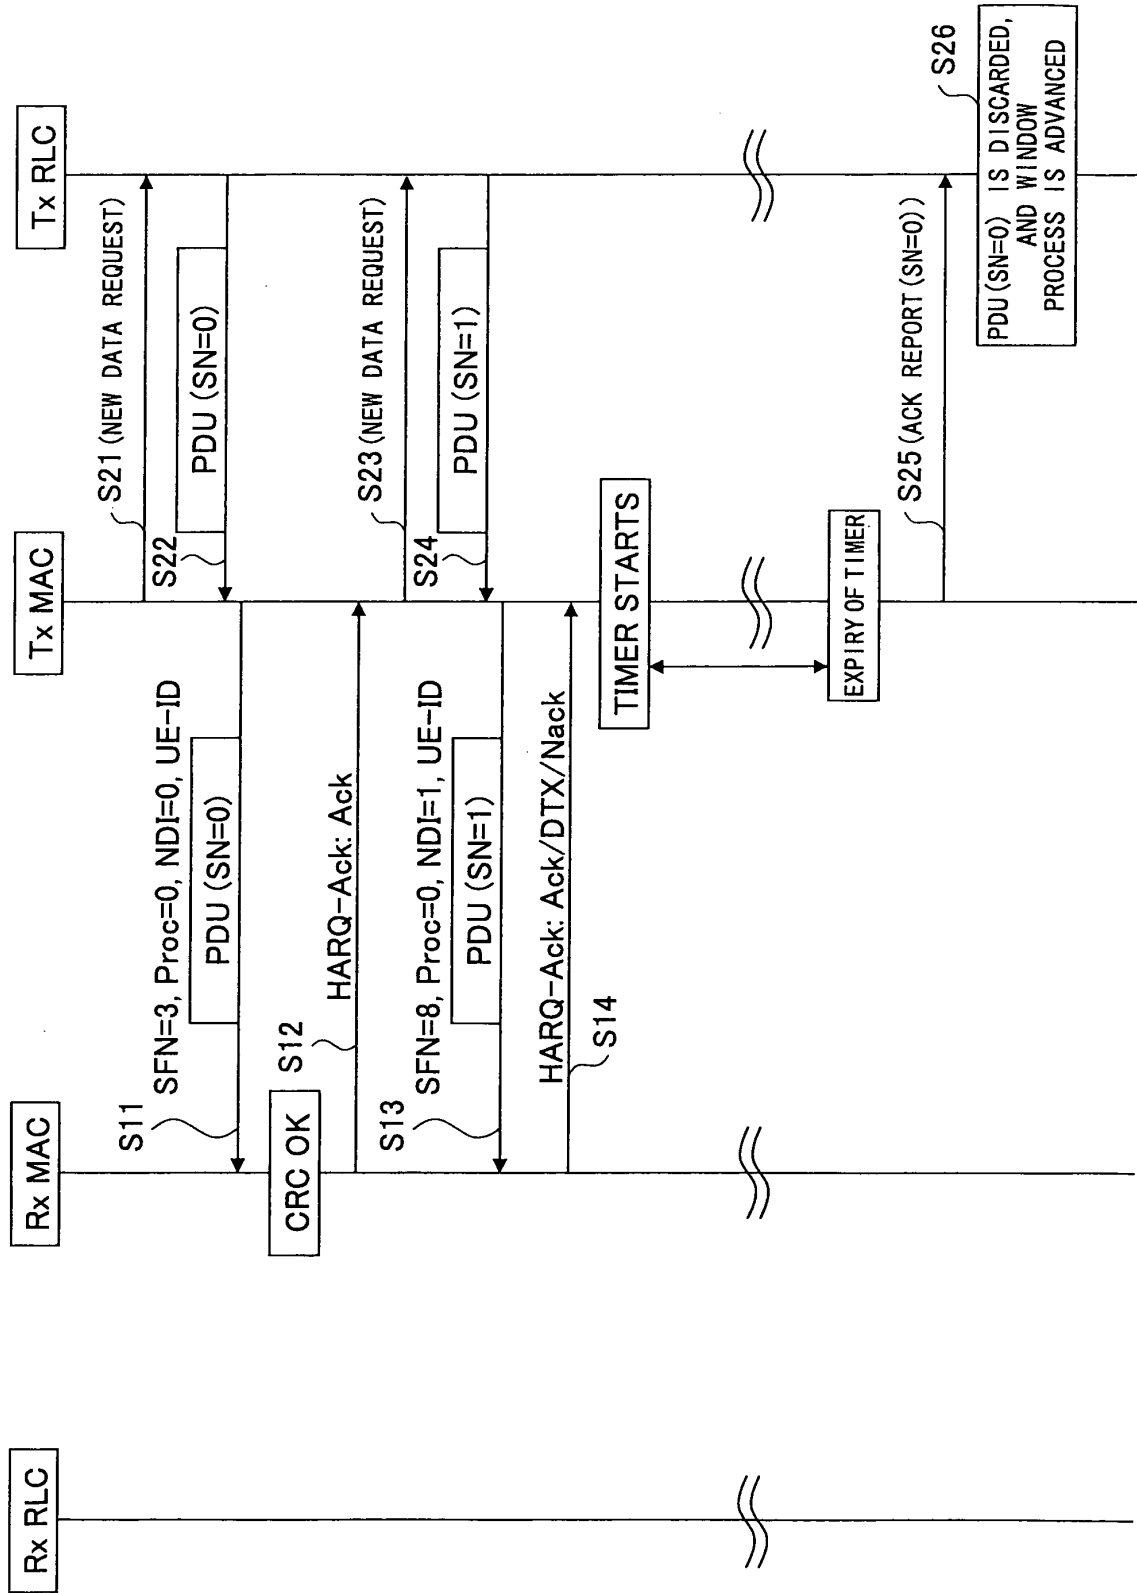 Rx RLC
Rx MAC
Tx MAC
Tx RLC
S21(NEW DATA REQUEST)
PDU(SN=0)
S22
SFN=3, Proc=0, NDI=0, UE-ID
PDU(SN=0)
S11
CRC OK
S12
HARQ-Ack: Ack
S23(NEW DATA REQUEST)
PDU(SN=1)
S24
SFN=8, Proc=0, NDI=1, UE-ID
PDU(SN=1)
S13
HARQ-Ack: Ack/DTX/Nack
S14
TIMER STARTS
EXPIRY OF TIMER
S25(ACK REPORT(SN=0))
S26
PDU(SN=0) IS DISCARDED,
AND WINDOW
PROCESS IS ADVANCED